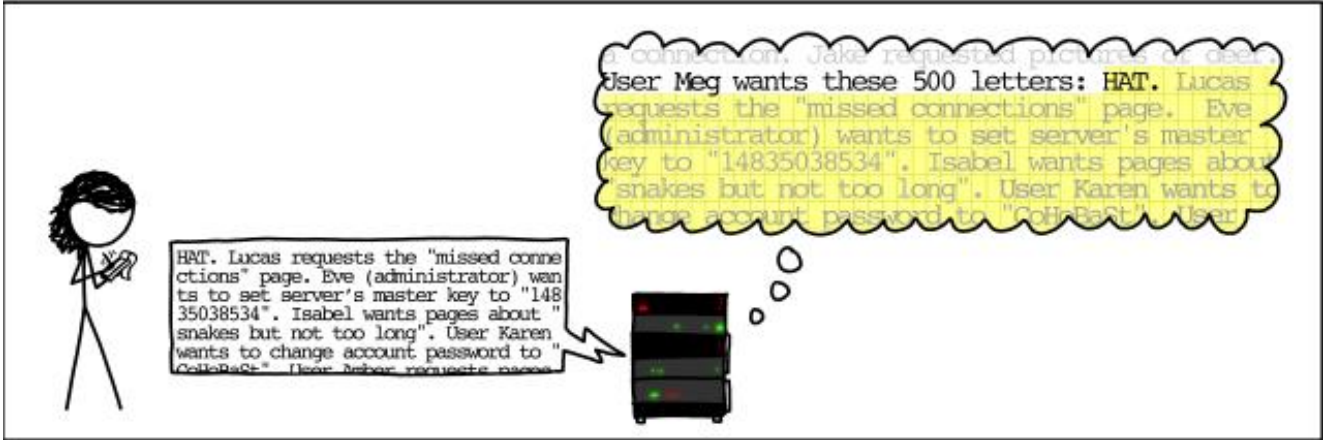 a connection. Jake requested pictures of deer.
User Meg wants these 500 letters: HAT. Lucas
requests the "missed connections" page. Eve
(administrator) wants to set server's master
key to "14835038534". Isabel wants pages about
"snakes but not too long". User Karen wants to
change account password to "CoHoBaSt". User
HAT. Lucas requests the "missed conne
ctions" page. Eve (administrator) wan
ts to set server's master key to "148
35038534". Isabel wants pages about "
snakes but not too long". User Karen
wants to change account password to "
CoHoBaSt". User Amber requests pages